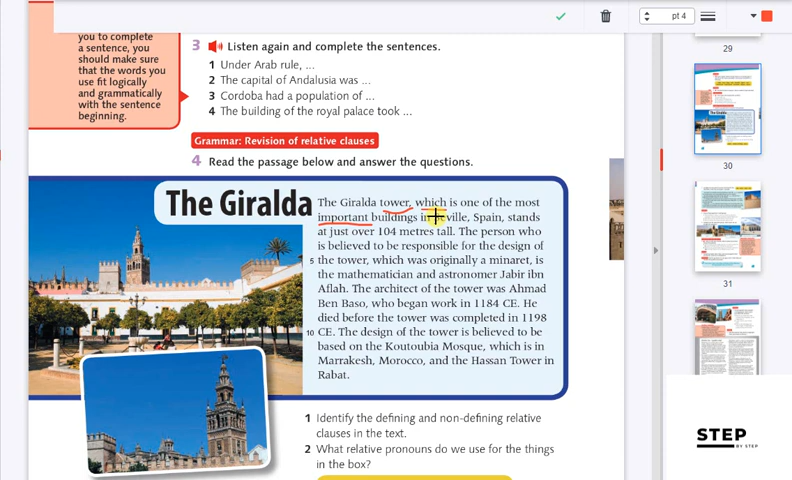 pt 4
you to complete
a sentence, you
should make sure
that the words you
use fit logically
and grammatically
with the sentence
beginning.
3 Listen again and complete the sentences.
1 Under Arab rule, ...
2 The capital of Andalusia was ...
3 Cordoba had a population of ...
4 The building of the royal palace took ...
Grammar: Revision of relative clauses
4 Read the passage below and answer the questions.
The Giralda
The Giralda tower, which is one of the most
important buildings in Seville, Spain, stands
at just over 104 metres tall. The person who
is believed to be responsible for the design of
5 the tower, which was originally a minaret, is
the mathematician and astronomer Jabir ibn
Aflah. The architect of the tower was Ahmad
Ben Baso, who began work in 1184 CE. He
died before the tower was completed in 1198
10 CE. The design of the tower is believed to be
based on the Koutoubia Mosque, which is in
Marrakesh, Morocco, and the Hassan Tower in
Rabat.
1 Identify the defining and non-defining relative
clauses in the text.
2 What relative pronouns do we use for the things
in the box?
29
30
31
STEP
BY STEP